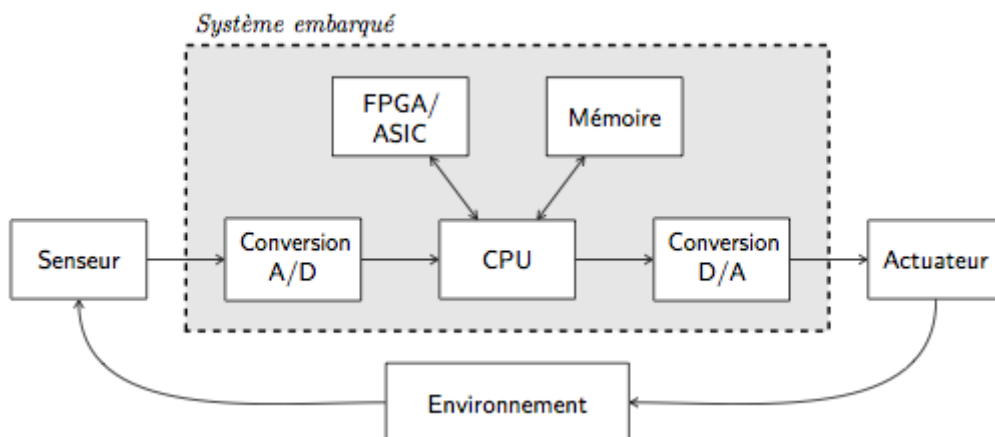 Système embarqué
FPGA/
ASIC
Mémoire
Senseur
Conversion
A/D
CPU
Conversion
D/A
Actuateur
Environnement